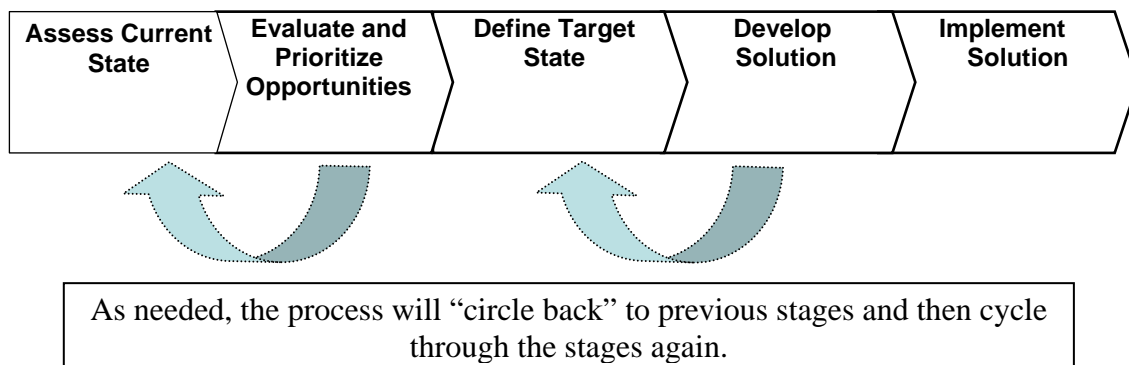 Assess Current
State
Evaluate and
Prioritize
Opportunities
Define Target
State
Develop
Solution
Implement
Solution
As needed, the process will “circle back” to previous stages and then cycle
through the stages again.